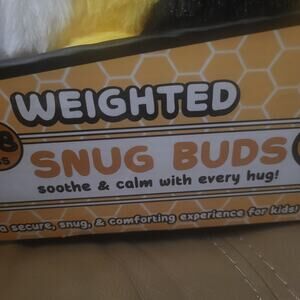 WEIGHTED
SNUG BUDS
soothe & calm with every hug!
a secure, snug, & comforting experience for kids!